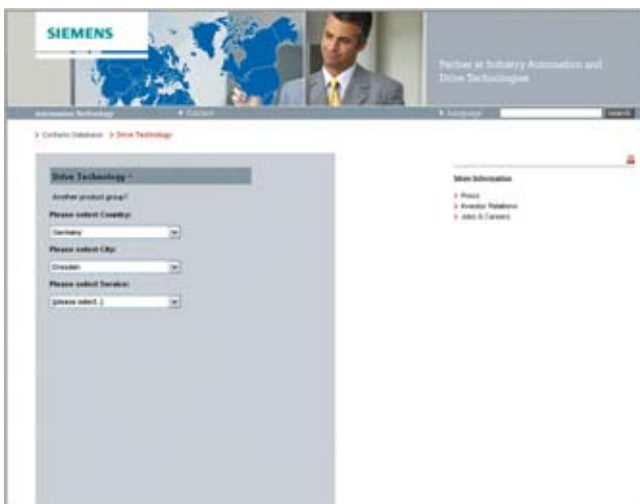 SIEMENS
Partner in Industry Automation and
Drive Technologies
Automation Technology
Contact
Language
Search
Contacts Database
Drive Technology
Drive Technology
Another product group?
Please select Country:
Germany
Please select City:
Dresden
Please select Service:
[please select..]
More Information
Press
Investor Relations
Jobs & Careers